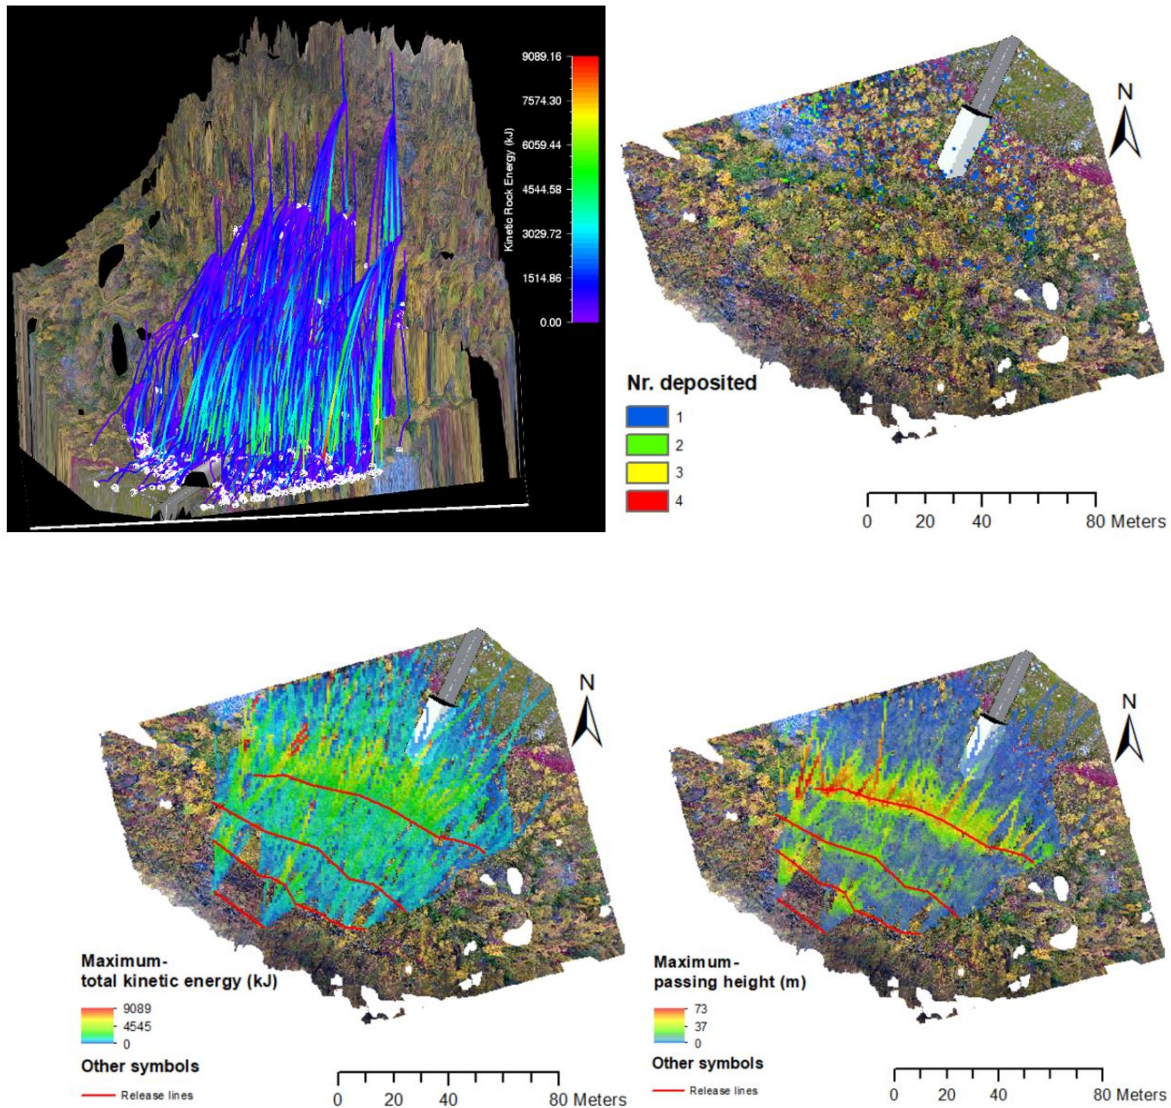 9089.16
7574.30
6059.44
4544.58
3029.72
1514.86
0.00
Kinetic Rock Energy (kJ)
N
Nr. deposited
1
2
3
4
0 20 40 80 Meters
N
Maximum-
total kinetic energy (kJ)
9089
4545
0
Other symbols
Release lines
0 20 40 80 Meters
N
Maximum-
passing height (m)
73
37
0
Other symbols
Release lines
0 20 40 80 Meters